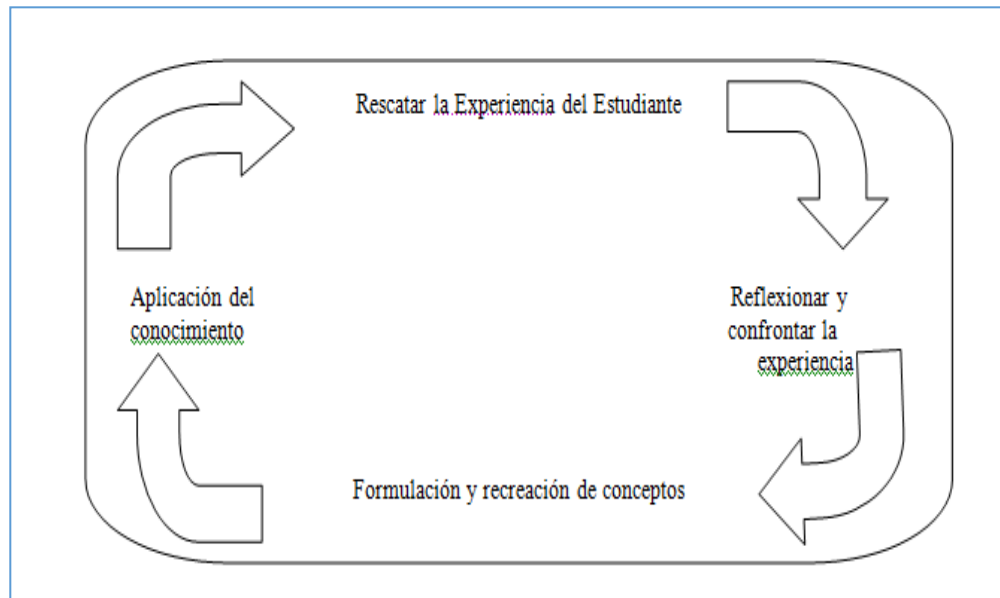 Rescatar la Experiencia del Estudiante
Reflexionar y
confrontar la
experiencia
Formulación y recreación de conceptos
Aplicación del
conocimiento